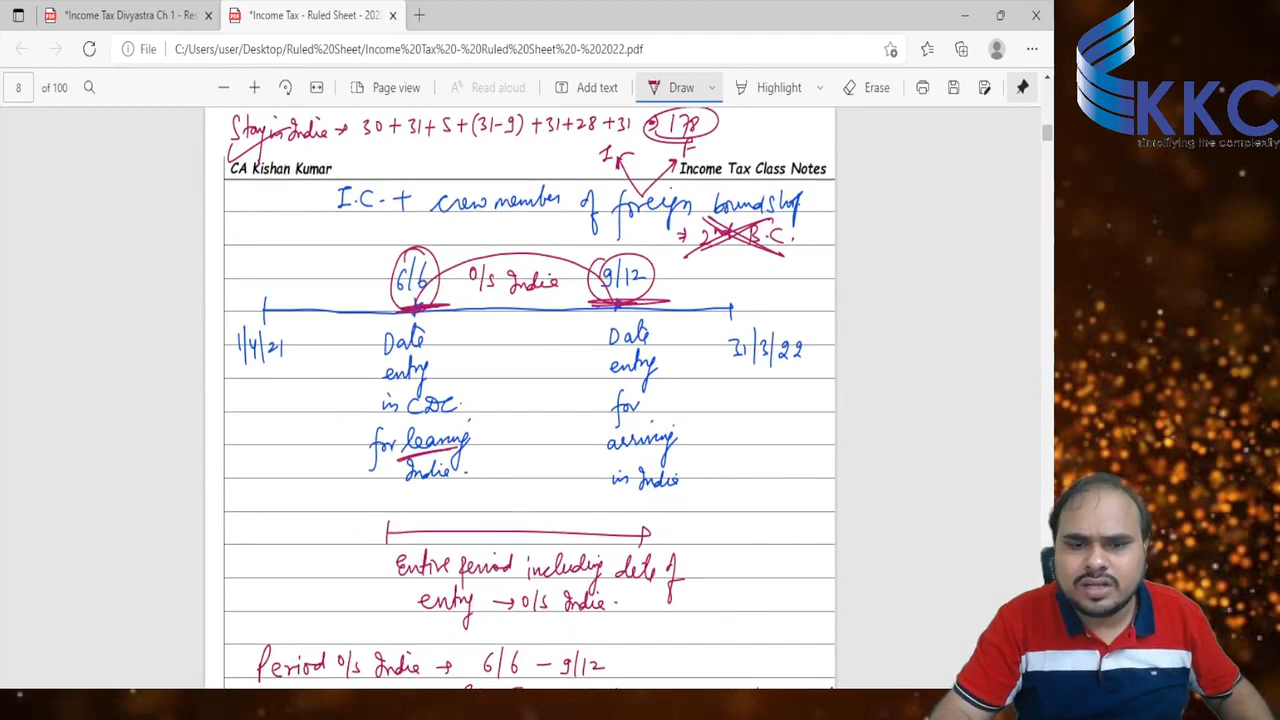 *Income Tax Divyastra Ch 1 - Res
*Income Tax - Ruled Sheet - 202
File
C:/Users/user/Desktop/Ruled%20Sheet/Income%20Tax%20-%20Ruled%20Sheet%20-%202022.pdf
8 of 100
Page view
Read aloud
Add text
Draw
Highlight
Erase
KKC
simplifying the complexity
Stay in India → 30 + 31 + 5 + (31-9) + 31 + 28 + 31 = 178
I F
CA Kishan Kumar Income Tax Class Notes
I.C. + crew member of foreign bound ship
→ 2nd B.C.
6/6 O/S India 9/12
1/4/21 31/3/22
Date entry in CDC for leaving India.
Date entry for arriving in India
Entire period including date of
entry → O/S India.
Period O/S India → 6/6 - 9/12